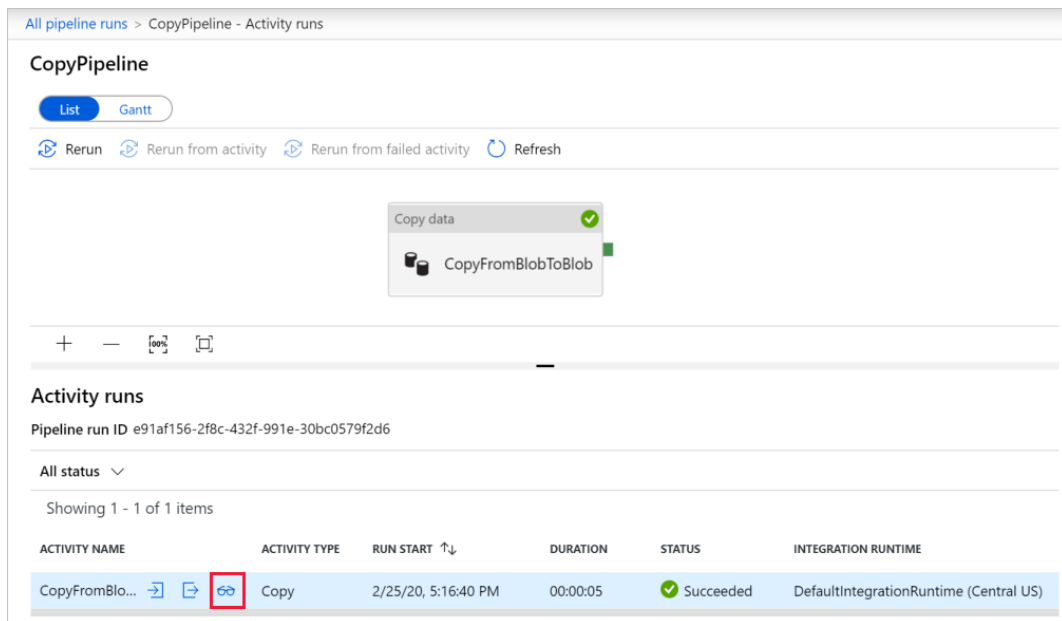 All pipeline runs > CopyPipeline - Activity runs
CopyPipeline
List Gantt
Rerun Rerun from activity Rerun from failed activity Refresh
Copy data
CopyFromBlobToBlob
100%
Activity runs
Pipeline run ID e91af156-2f8c-432f-991e-30bc0579f2d6
All status
Showing 1 - 1 of 1 items
ACTIVITY NAME ACTIVITY TYPE RUN START DURATION STATUS INTEGRATION RUNTIME
CopyFromBlo... Copy 2/25/20, 5:16:40 PM 00:00:05 Succeeded DefaultIntegrationRuntime (Central US)